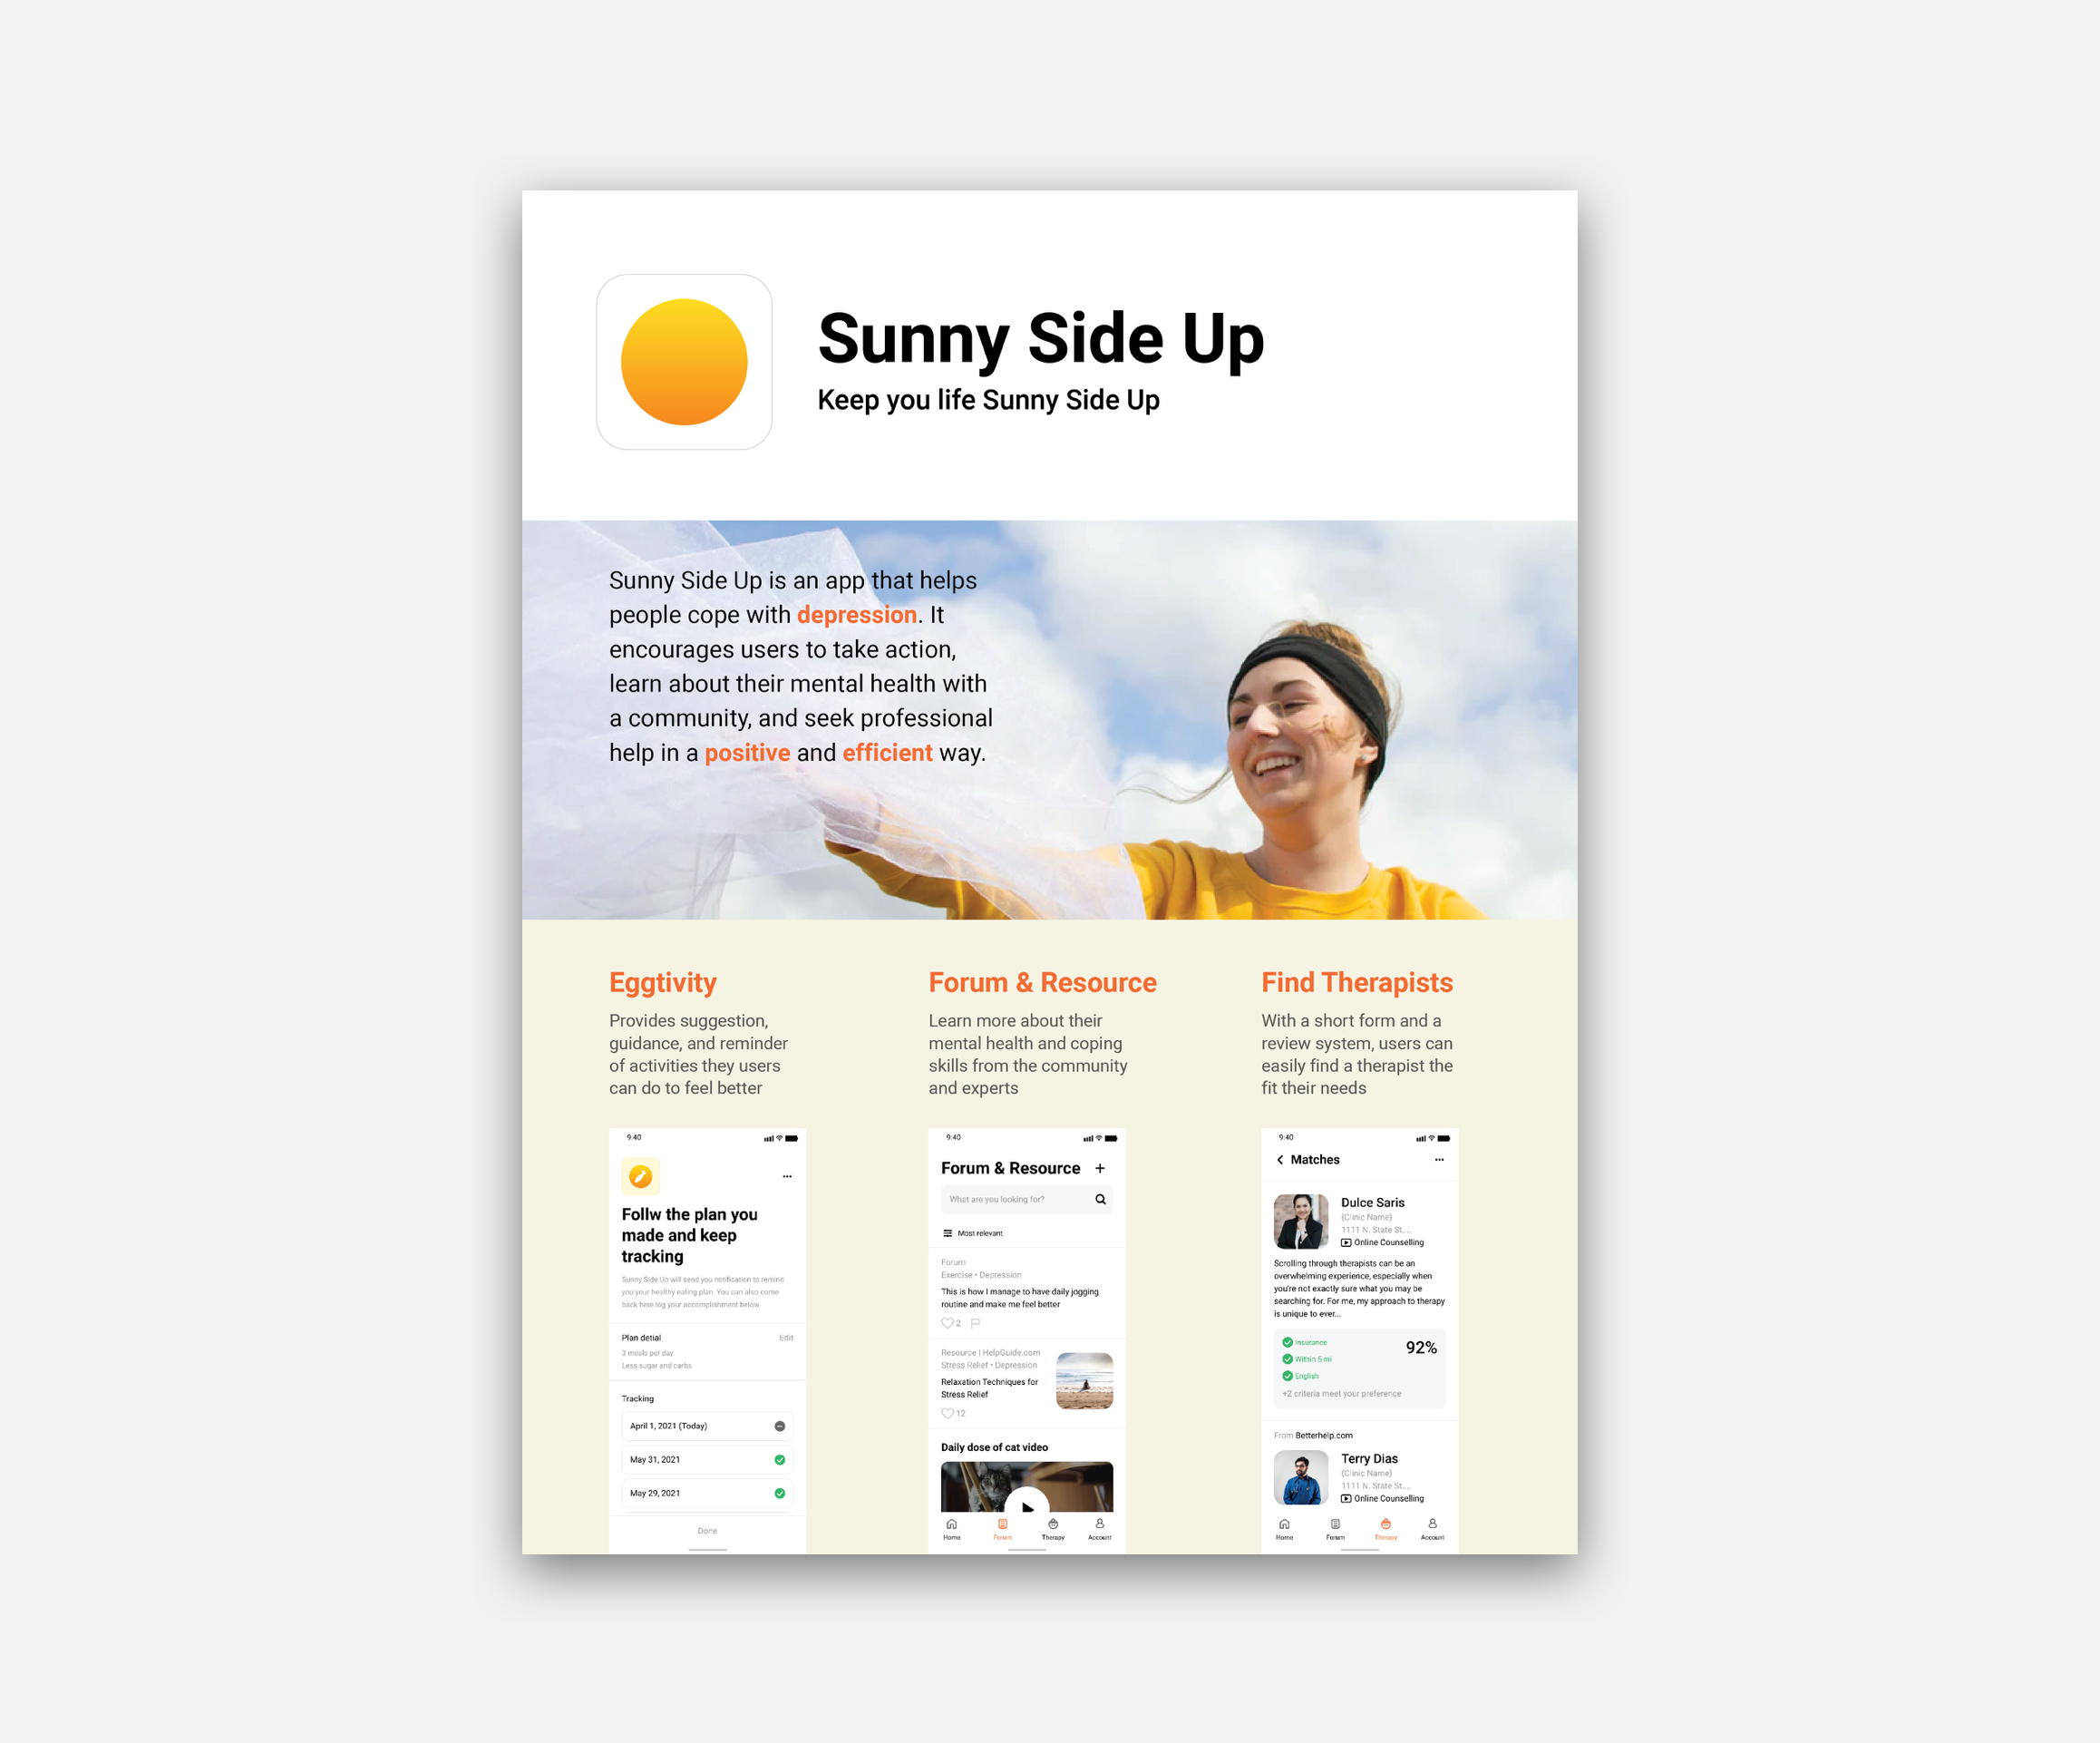 Sunny Side Up
Keep you life Sunny Side Up
Sunny Side Up is an app that helps
people cope with depression. It
encourages users to take action,
learn about their mental health with
a community, and seek professional
help in a positive and efficient way.
Eggtivity
Provides suggestion,
guidance, and reminder
of activities they users
can do to feel better
9:40
Follw the plan you
made and keep
tracking
Sunny Side Up will send you notification to remind
you your healthy eating plan. You can also come
back here log your accomplishment below.
Plan detial
Edit
3 meals per day
Less sugar and carbs
Tracking
April 1, 2021 (Today)
May 31, 2021
May 29, 2021
Done
Forum & Resource
Learn more about their
mental health and coping
skills from the community
and experts
9:40
Forum & Resource +
What are you looking for?
Most relevant
Forum
Exercise • Depression
This is how I manage to have daily jogging
routine and make me feel better
2
Resource | HelpGuide.com
Stress Relief • Depression
Relaxation Techniques for
Stress Relief
12
Daily dose of cat video
Home Forum Therapy Account
Find Therapists
With a short form and a
review system, users can
easily find a therapist the
fit their needs
9:40
Matches
Dulce Saris
(Clinic Name)
1111 N. State St....
Online Counselling
Scrolling through therapists can be an
overwhelming experience, especially when
you're not exactly sure what you may be
searching for. For me, my approach to therapy
is unique to ever...
Insurance
92%
Within 5 mi
English
+2 criteria meet your preference
From Betterhelp.com
Terry Dias
(Clinic Name)
1111 N. State St....
Online Counselling
Home Forum Therapy Account